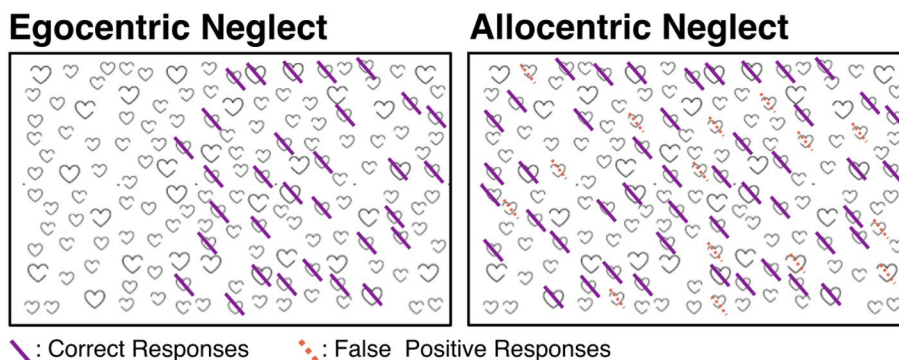 Egocentric Neglect
Allocentric Neglect
: Correct Responses
: False Positive Responses